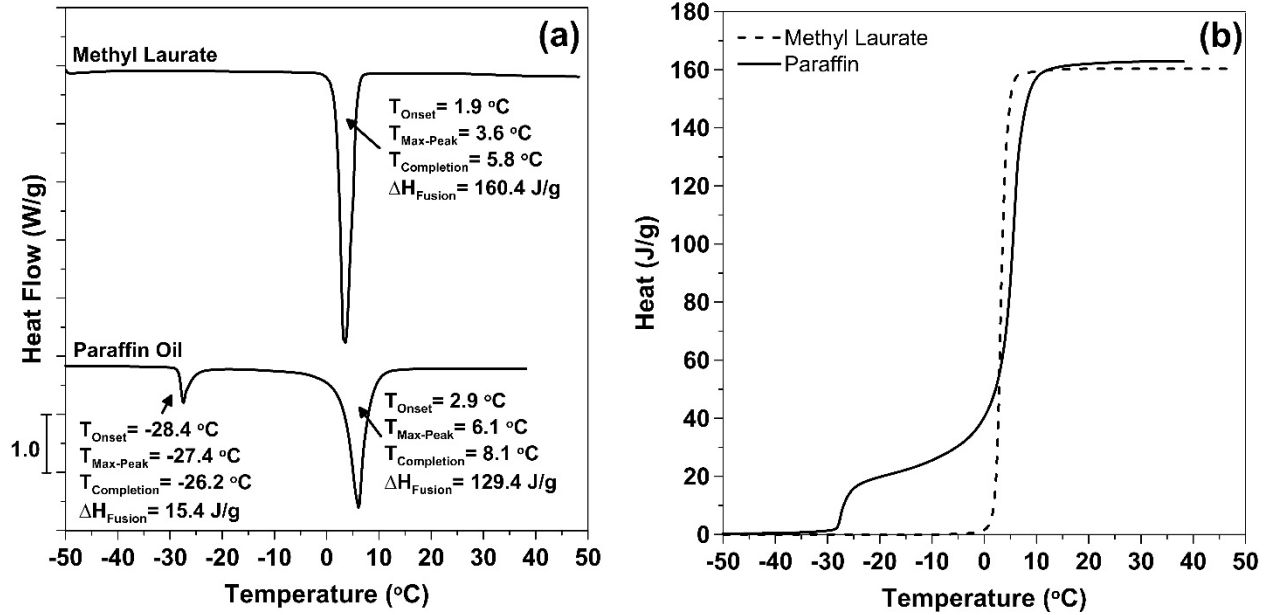 (a)
Methyl Laurate
T_Onset= 1.9 °C
T_Max-Peak= 3.6 °C
T_Completion= 5.8 °C
ΔH_Fusion= 160.4 J/g
Paraffin Oil
T_Onset= 2.9 °C
T_Max-Peak= 6.1 °C
T_Completion= 8.1 °C
ΔH_Fusion= 129.4 J/g
T_Onset= -28.4 °C
T_Max-Peak= -27.4 °C
T_Completion= -26.2 °C
ΔH_Fusion= 15.4 J/g
1.0
Heat Flow (W/g)
-50 -40 -30 -20 -10 0 10 20 30 40 50
Temperature (°C)
(b)
Methyl Laurate
Paraffin
180
160
140
120
100
80
60
40
20
0
Heat (J/g)
-50 -40 -30 -20 -10 0 10 20 30 40 50
Temperature (°C)